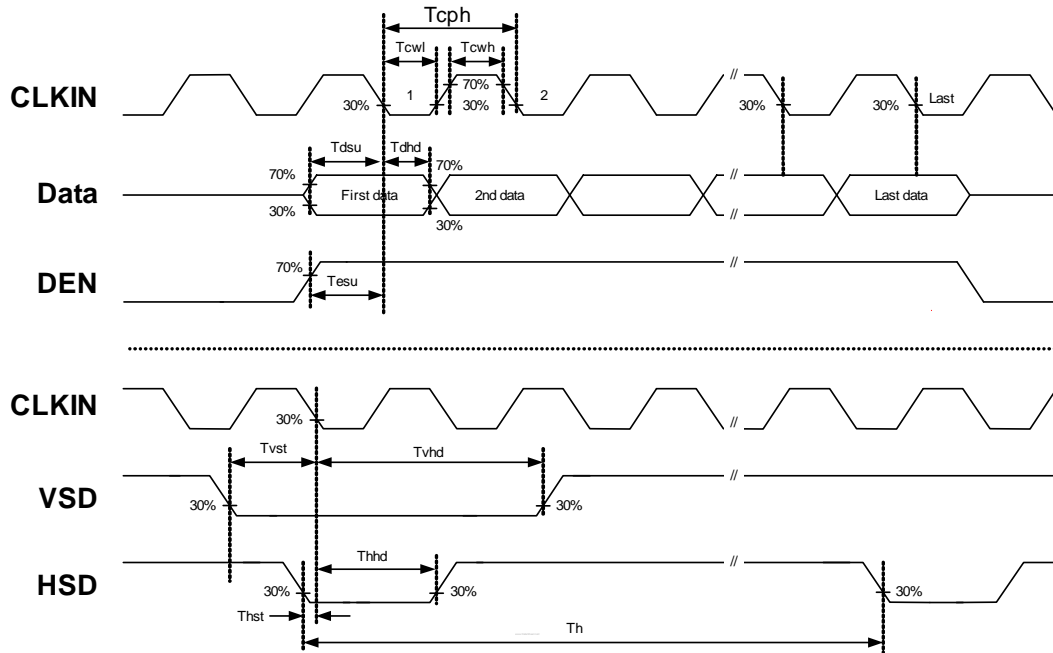 Tcph
Tcwl Tcwh
CLKIN 30% 1 70% 30% 2 // 30% 30% Last
Tdsu Tdhd
Data 70% 30% First data 70% 30% 2nd data // // Last data
DEN 70% Tesu //
CLKIN 30% //
Tvst Tvhd
VSD 30% 30% //
Thhd
HSD 30% 30% // 30%
Thst
Th